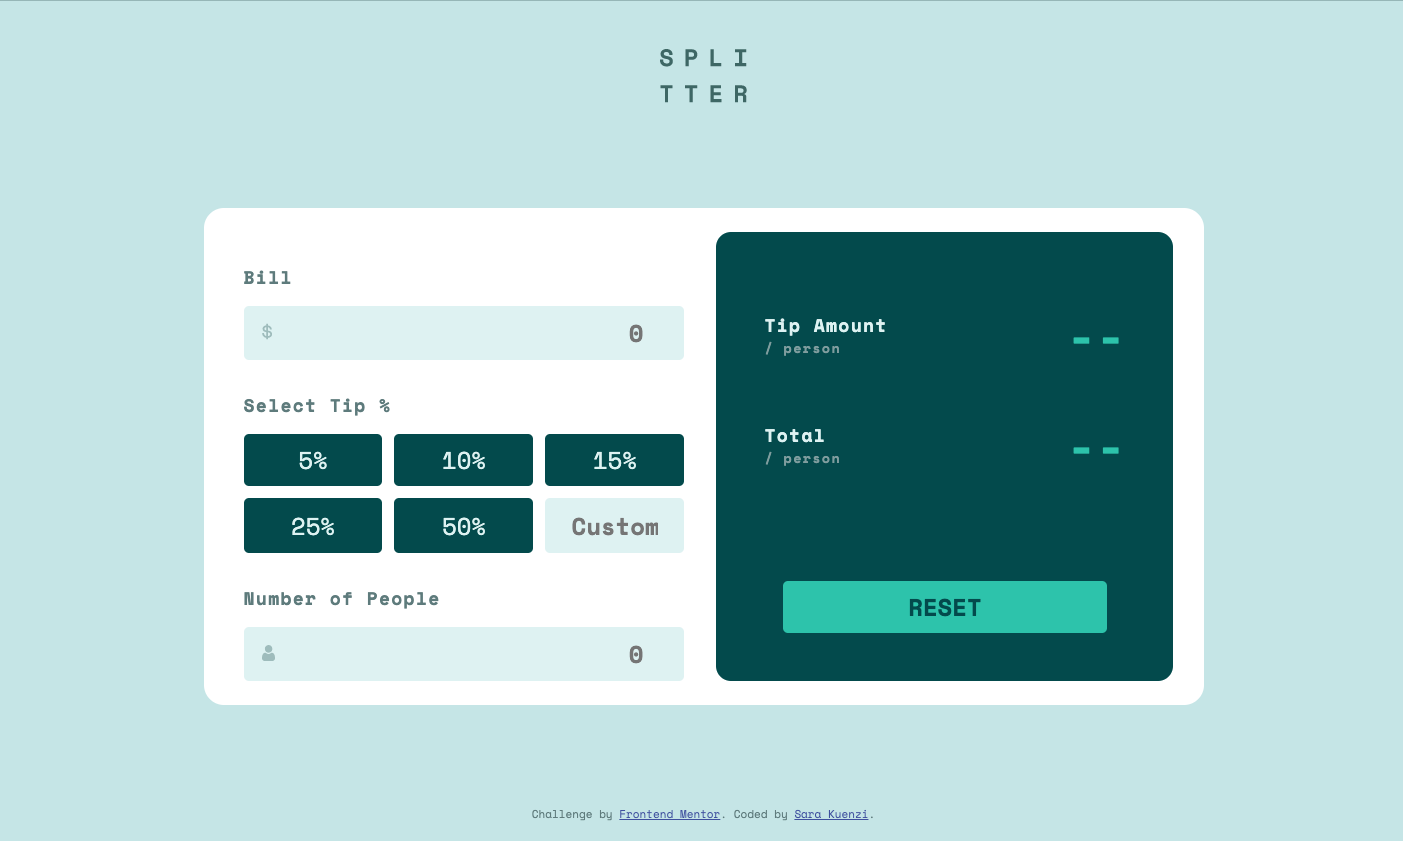 SPLI
TTER
Bill
$ 0
Select Tip %
5% 10% 15%
25% 50% Custom
Number of People
0
Tip Amount
/ person
--
Total
/ person
--
RESET
Challenge by Frontend Mentor. Coded by Sara Kuenzi.